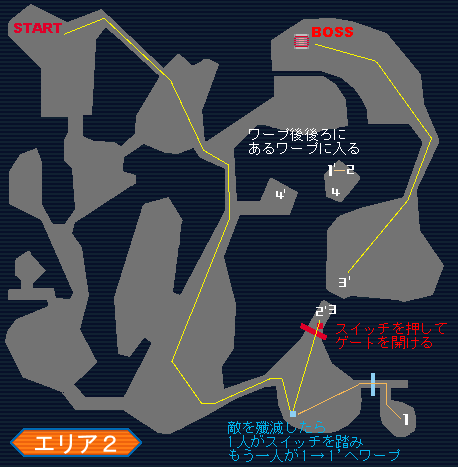 START
BOSS
ワープ後後ろに
あるワープに入る
1'
2
4
4'
3'
2'
3
スイッチを押して
ゲートを開ける
1
敵を殲滅したら
1人がスイッチを踏み
もう一人が1→1'へワープ
エリア2